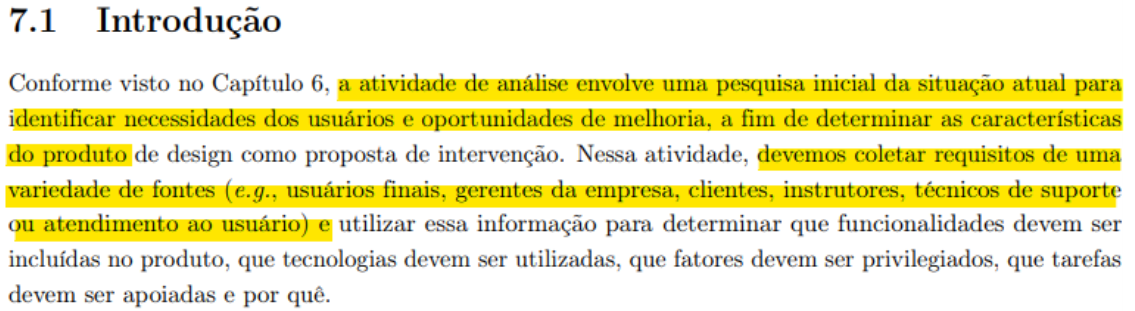 7.1 Introdução
Conforme visto no Capítulo 6, a atividade de análise envolve uma pesquisa inicial da situação atual para
identificar necessidades dos usuários e oportunidades de melhoria, a fim de determinar as características
do produto de design como proposta de intervenção. Nessa atividade, devemos coletar requisitos de uma
variedade de fontes (e.g., usuários finais, gerentes da empresa, clientes, instrutores, técnicos de suporte
ou atendimento ao usuário) e utilizar essa informação para determinar que funcionalidades devem ser
incluídas no produto, que tecnologias devem ser utilizadas, que fatores devem ser privilegiados, que tarefas
devem ser apoiadas e por quê.